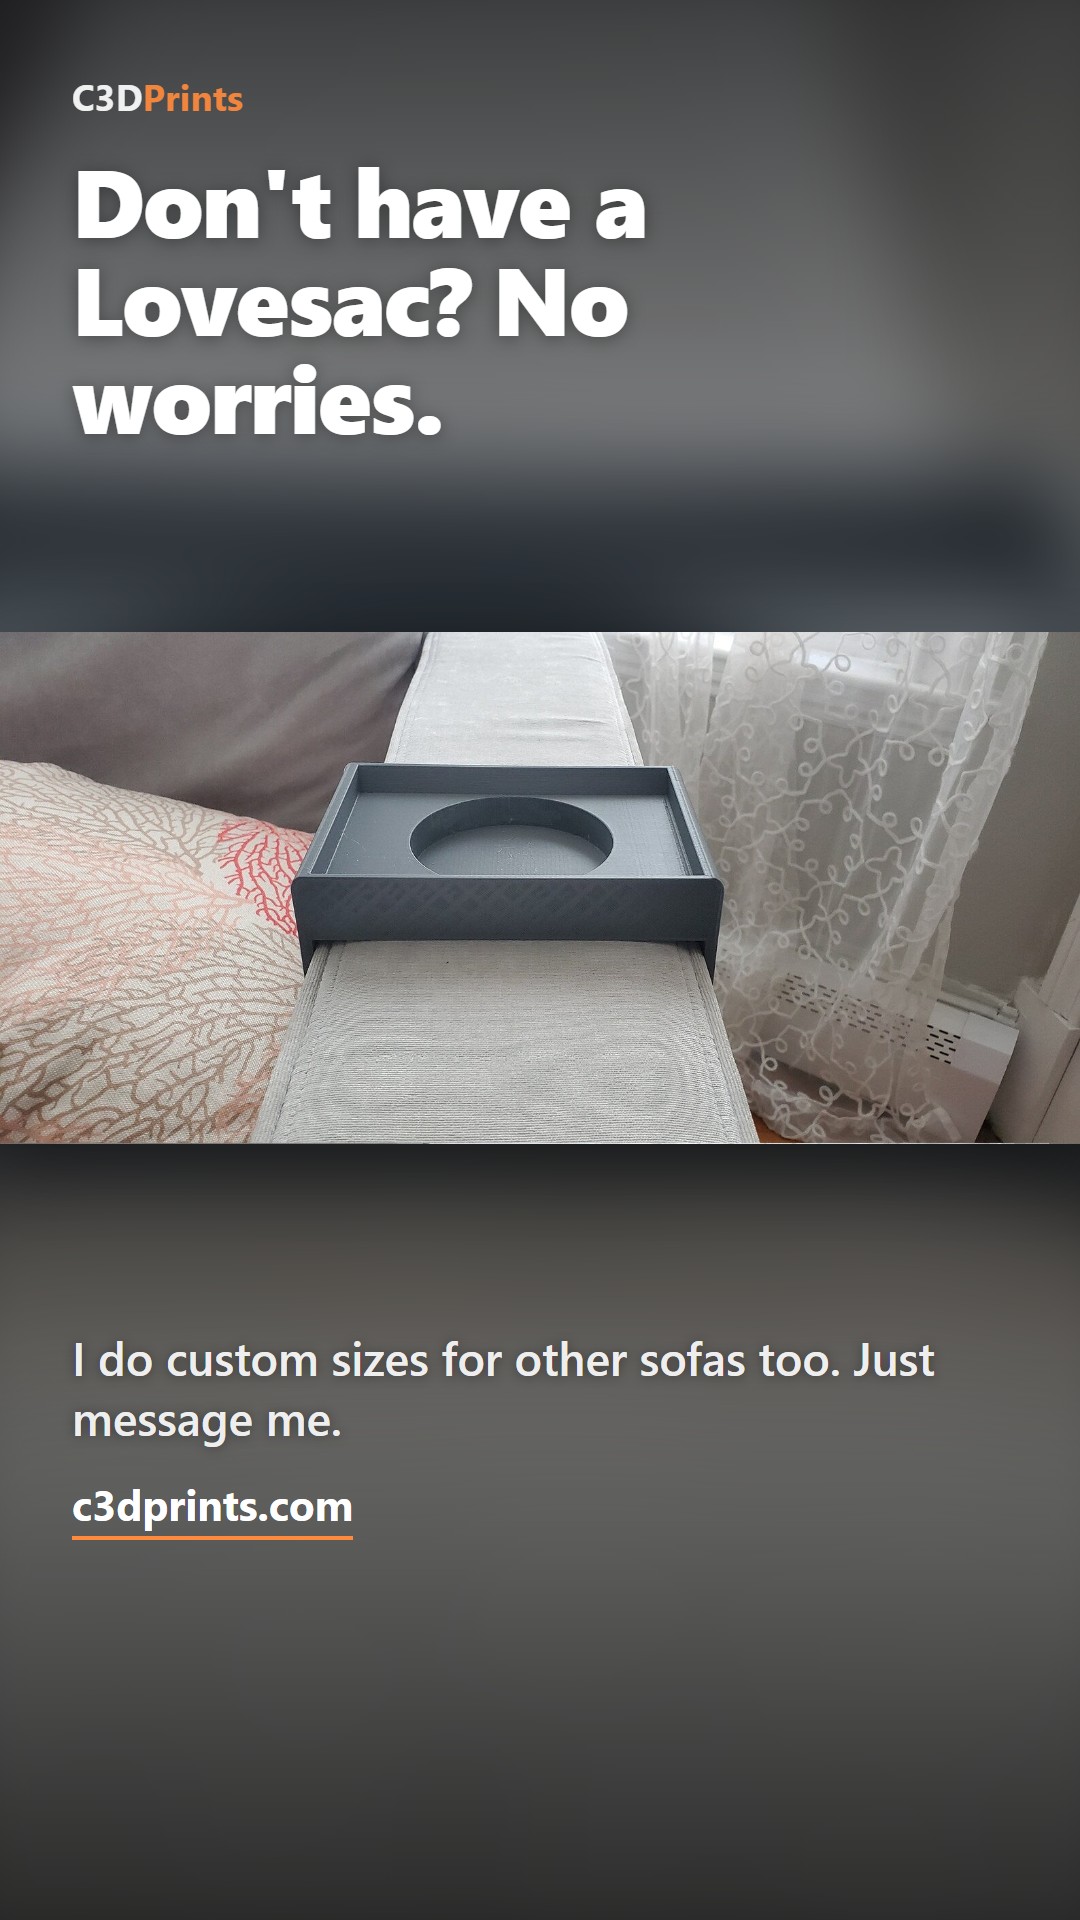 C3DPrints
Don't have a
Lovesac? No
worries.
I do custom sizes for other sofas too. Just
message me.
c3dprints.com